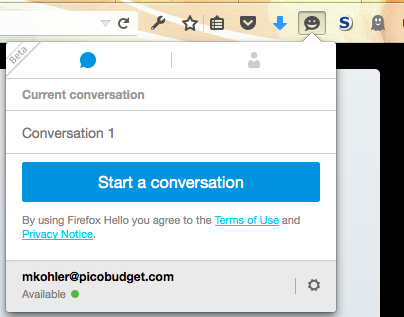 Beta
Current conversation
Conversation 1
Start a conversation
By using Firefox Hello you agree to the Terms of Use and
Privacy Notice.
mkohler@picobudget.com
Available
S